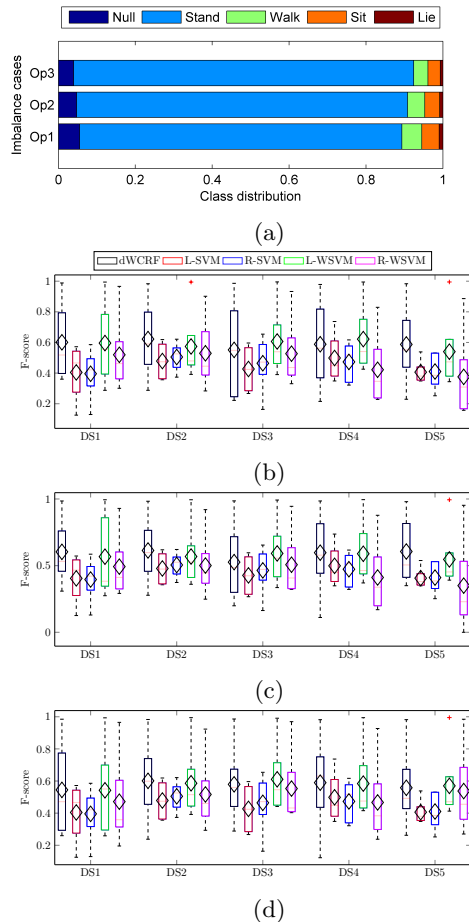 Null Stand Walk Sit Lie
Imbalance cases
Op3
Op2
Op1
0 0.2 0.4 0.6 0.8 1
Class distribution
(a)
dWCRF L-SVM R-SVM L-WSVM R-WSVM
1
0.8
0.6
0.4
0.2
F-score
DS1 DS2 DS3 DS4 DS5
(b)
1
0.5
0
F-score
DS1 DS2 DS3 DS4 DS5
(c)
1
0.8
0.6
0.4
0.2
F-score
DS1 DS2 DS3 DS4 DS5
(d)